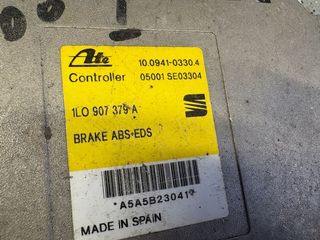 Ate 10.0941-0330.4
Controller 05001 SE03304
1L0 907 379 A
BRAKE ABS+EDS
*A5A5B23041*
MADE IN SPAIN